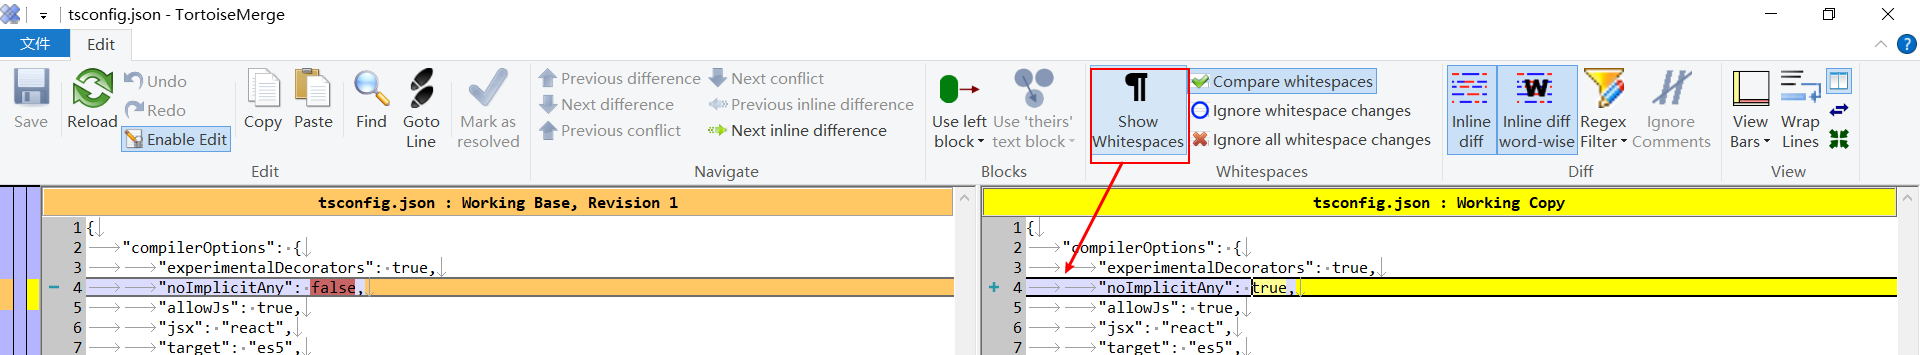 tsconfig.json - TortoiseMerge
文件
Edit
Save
Reload
Undo
Redo
Enable Edit
Copy
Paste
Find
Goto
Line
Mark as
resolved
Edit
Previous difference
Next difference
Previous conflict
Next conflict
Previous inline difference
Next inline difference
Navigate
Use left
block
Use 'theirs'
text block
Blocks
Show
Whitespaces
Compare whitespaces
Ignore whitespace changes
Ignore all whitespace changes
Whitespaces
Inline
diff
Inline diff
word-wise
Regex
Filter
Ignore
Comments
Diff
View
Bars
Wrap
Lines
View
tsconfig.json : Working Base, Revision 1
1 {
2 "compilerOptions": {
3 "experimentalDecorators": true,
4 "noImplicitAny": false,
5 "allowJs": true,
6 "jsx": "react",
7 "target": "es5",
tsconfig.json : Working Copy
1 {
2 "compilerOptions": {
3 "experimentalDecorators": true,
4 "noImplicitAny": true,
5 "allowJs": true,
6 "jsx": "react",
7 "target": "es5",